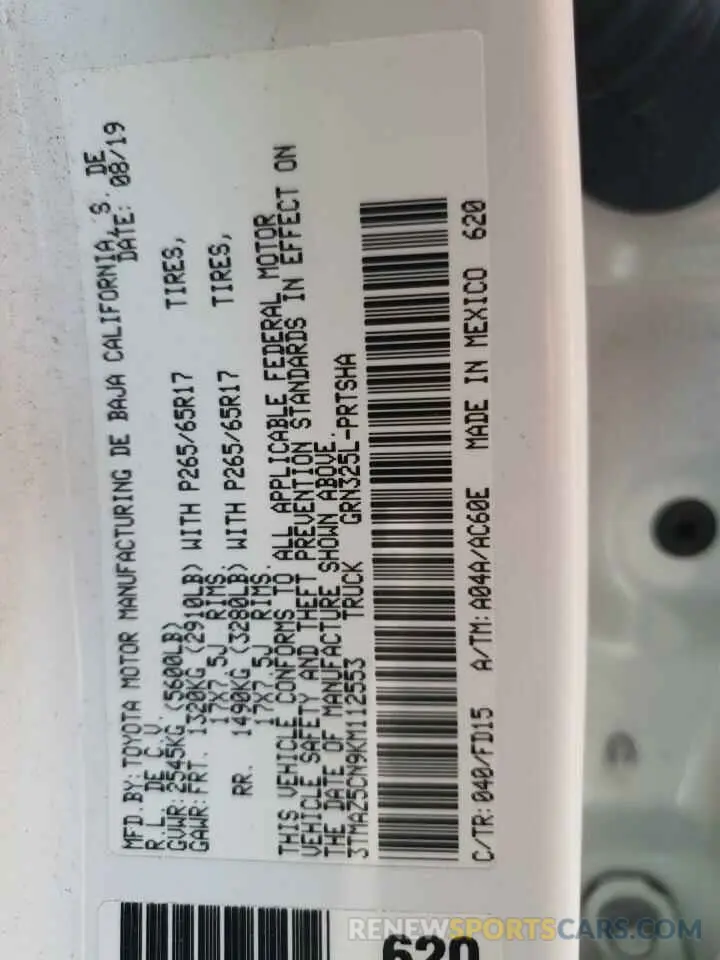 MFD.BY:TOYOTA MOTOR MANUFACTURING DE BAJA CALIFORNIA, S. DE
R.L. DE C.V. DATE: 08/19
GVWR:2545KG (5600LB)
GAWR:FRT. 1320KG (2910LB) WITH P265/65R17 TIRES,
17X7.5J RIMS.
RR. 1490KG (3280LB) WITH P265/65R17 TIRES,
17X7.5J RIMS.
THIS VEHICLE CONFORMS TO ALL APPLICABLE FEDERAL MOTOR
VEHICLE SAFETY AND THEFT PREVENTION STANDARDS IN EFFECT ON
THE DATE OF MANUFACTURE SHOWN ABOVE.
3TMAZ5CN9KM112553 TRUCK GRN325L-PRTSHA
C/TR:040/FD15 A/TM:A04A/AC60E MADE IN MEXICO 620
620
RENEWSPORTSCARS.COM